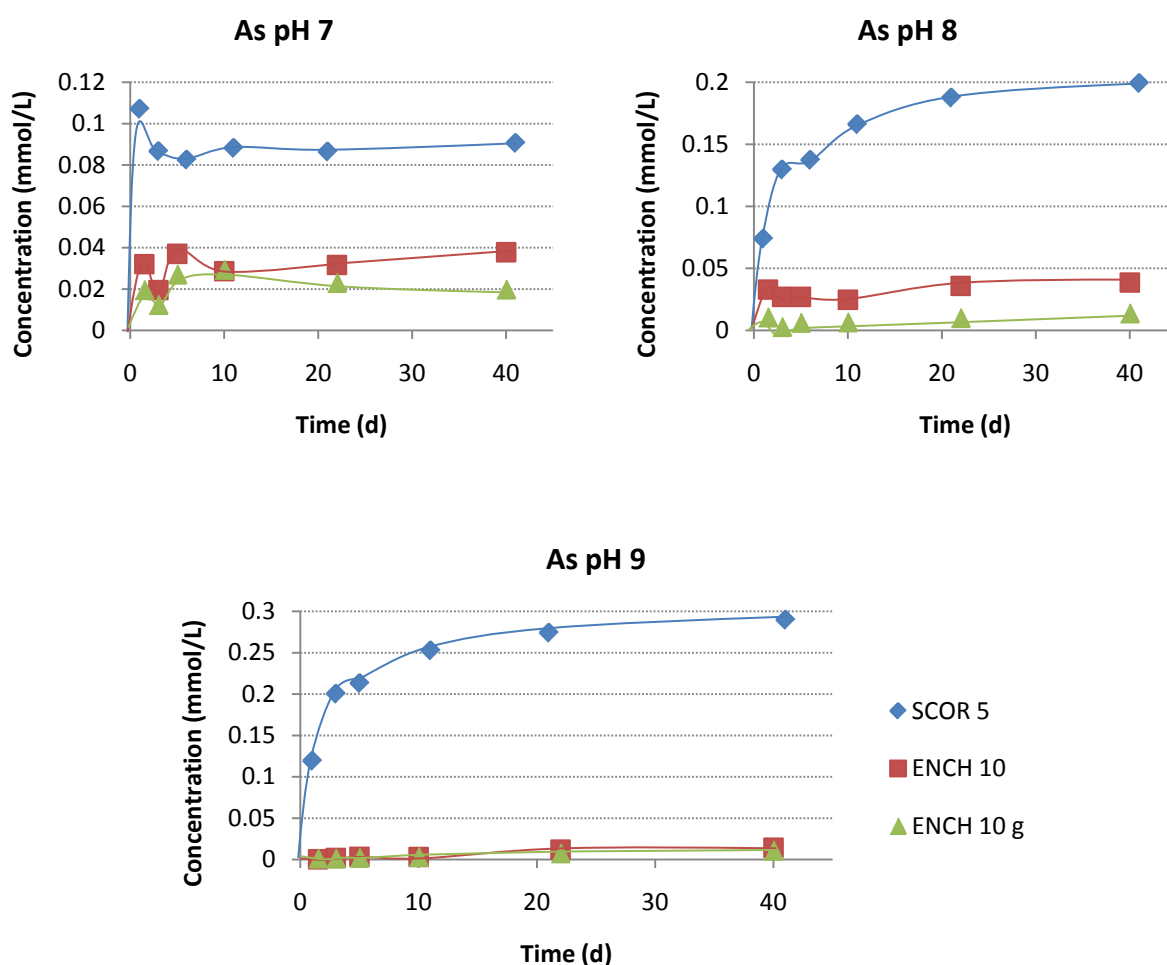 As pH 7
Concentration (mmol/L)
0.12
0.1
0.08
0.06
0.04
0.02
0
0 10 20 30 40
Time (d)
As pH 8
Concentration (mmol/L)
0.2
0.15
0.1
0.05
0
0 10 20 30 40
Time (d)
As pH 9
Concentration (mmol/L)
0.3
0.25
0.2
0.15
0.1
0.05
0
0 10 20 30 40
Time (d)
SCOR 5
ENCH 10
ENCH 10 g